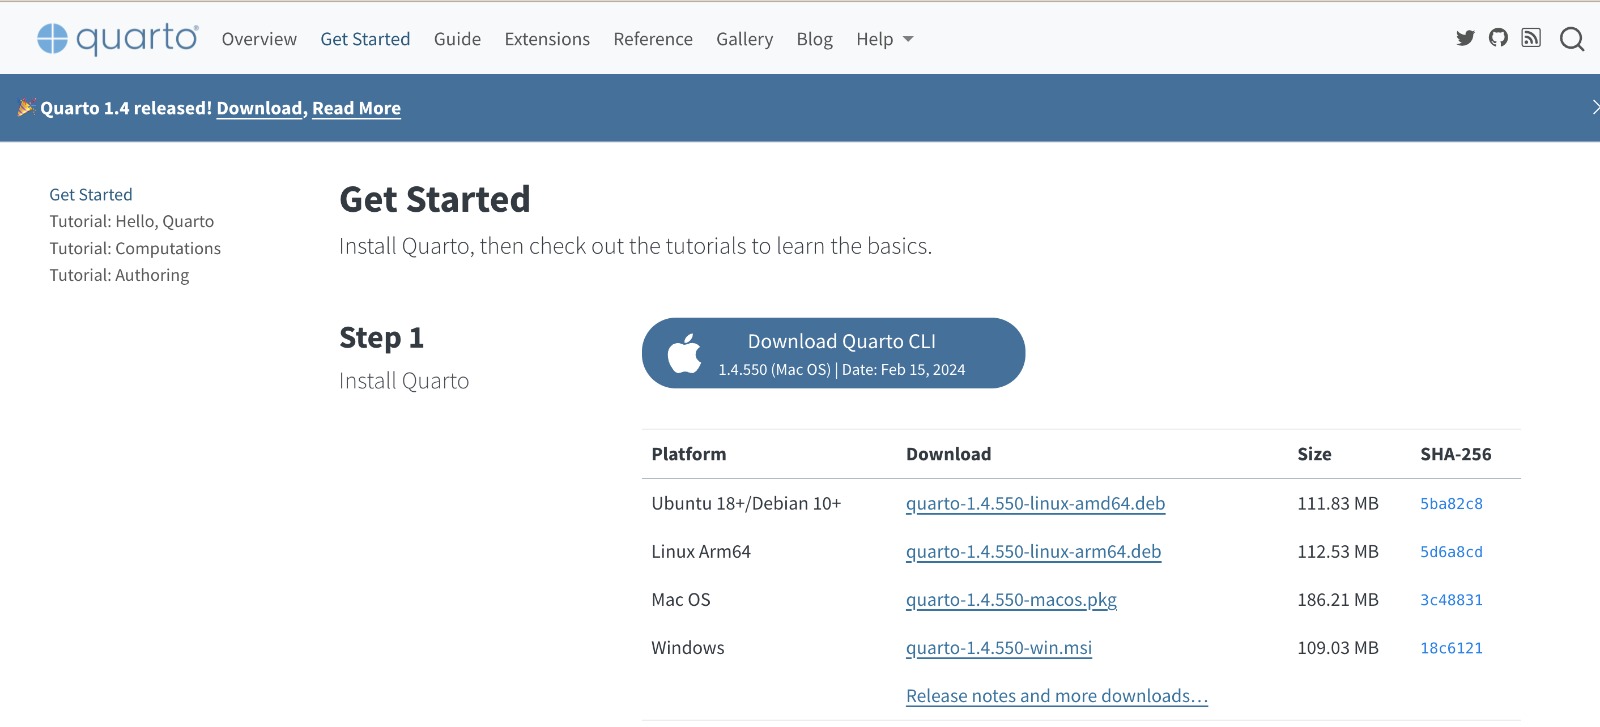 quarto
Overview Get Started Guide Extensions Reference Gallery Blog Help
Quarto 1.4 released! Download, Read More
Get Started
Tutorial: Hello, Quarto
Tutorial: Computations
Tutorial: Authoring
Get Started
Install Quarto, then check out the tutorials to learn the basics.
Step 1
Install Quarto
Download Quarto CLI
1.4.550 (Mac OS) | Date: Feb 15, 2024
Platform Download Size SHA-256
Ubuntu 18+/Debian 10+ quarto-1.4.550-linux-amd64.deb 111.83 MB 5ba82c8
Linux Arm64 quarto-1.4.550-linux-arm64.deb 112.53 MB 5d6a8cd
Mac OS quarto-1.4.550-macos.pkg 186.21 MB 3c48831
Windows quarto-1.4.550-win.msi 109.03 MB 18c6121
Release notes and more downloads…